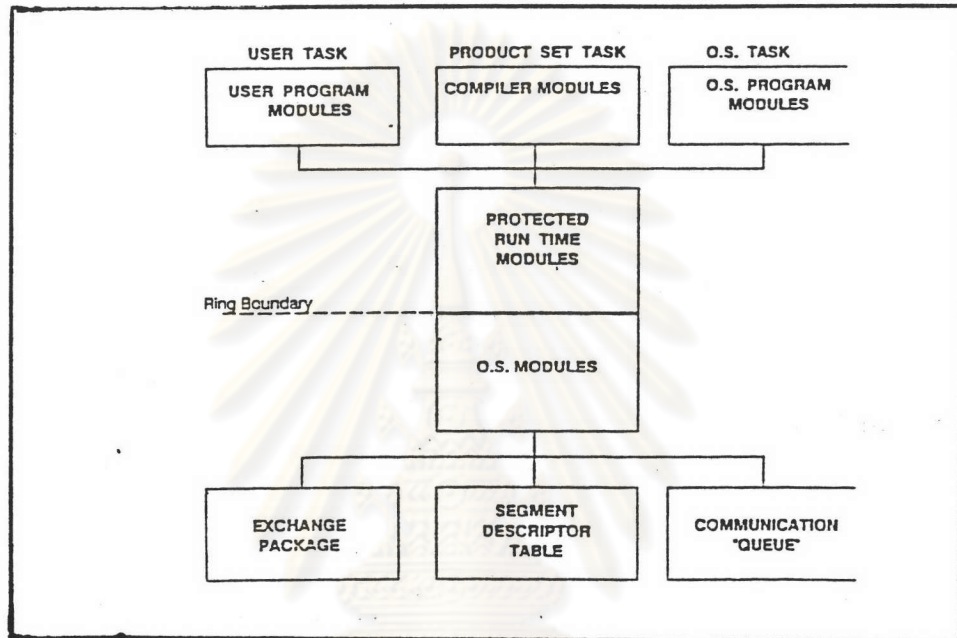 USER TASK
PRODUCT SET TASK
O.S. TASK
USER PROGRAM
MODULES
COMPILER MODULES
O.S. PROGRAM
MODULES
PROTECTED
RUN TIME
MODULES
Ring Boundary
O.S. MODULES
EXCHANGE
PACKAGE
SEGMENT
DESCRIPTOR
TABLE
COMMUNICATION
"QUEUE"